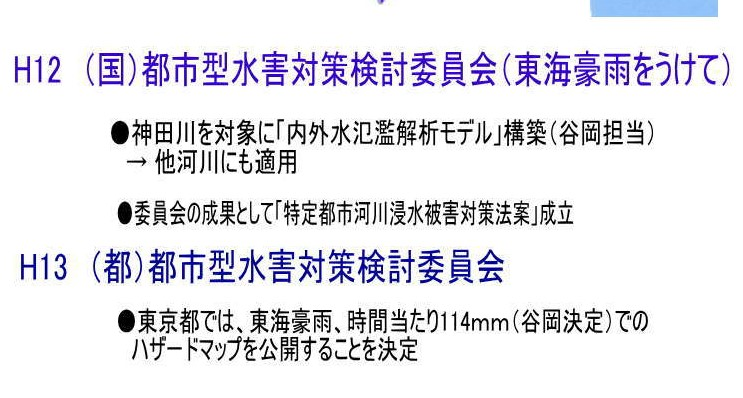 H12 （国）都市型水害対策検討委員会（東海豪雨をうけて）
●神田川を対象に「内外水氾濫解析モデル」構築（谷岡担当）
→ 他河川にも適用
●委員会の成果として「特定都市河川浸水被害対策法案」成立
H13 （都）都市型水害対策検討委員会
●東京都では、東海豪雨、時間当たり114mm（谷岡決定）での
ハザードマップを公開することを決定